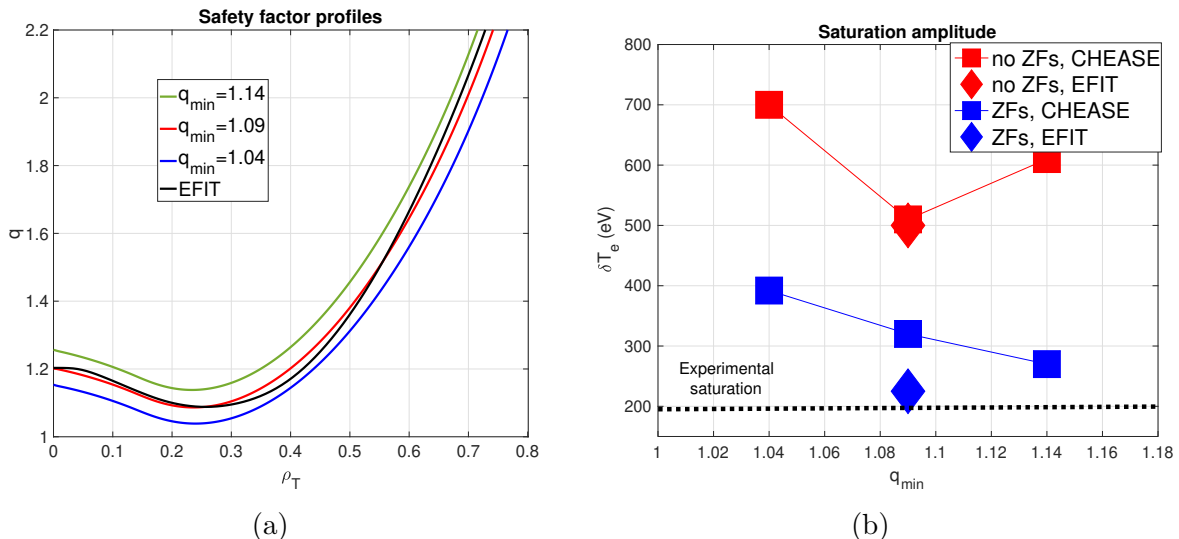 Safety factor profiles
2.2
2
1.8
1.6
1.4
1.2
1
q
q_min=1.14
q_min=1.09
q_min=1.04
EFIT
0 0.1 0.2 0.3 0.4 0.5 0.6 0.7 0.8
ρ_T
(a)
Saturation amplitude
800
700
600
500
400
300
200
δT_e (eV)
no ZFs, CHEASE
no ZFs, EFIT
ZFs, CHEASE
ZFs, EFIT
Experimental
saturation
1 1.02 1.04 1.06 1.08 1.1 1.12 1.14 1.16 1.18
q_min
(b)